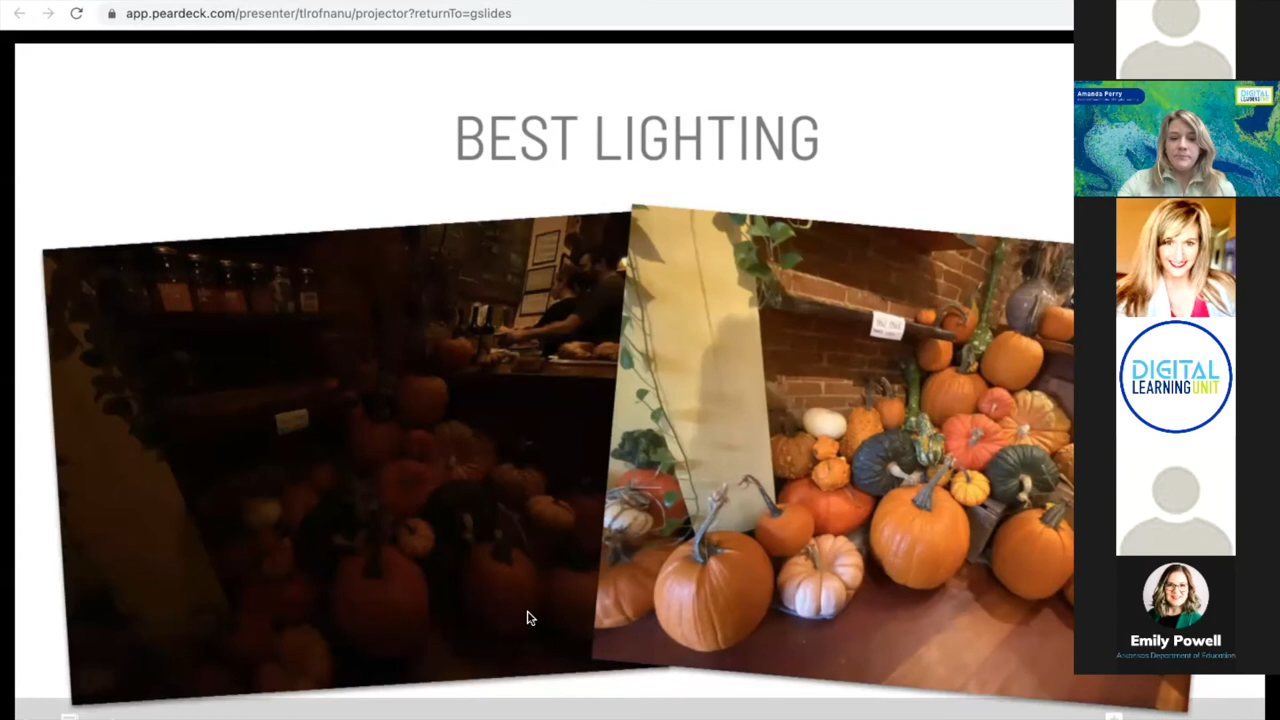 app.peardeck.com/presenter/tlrofnanu/projector?returnTo=gslides
BEST LIGHTING
Amanda Perry
DIGITAL
LEARNING UNIT
DIGITAL
LEARNING UNIT
Emily Powell
Arkansas Department of Education